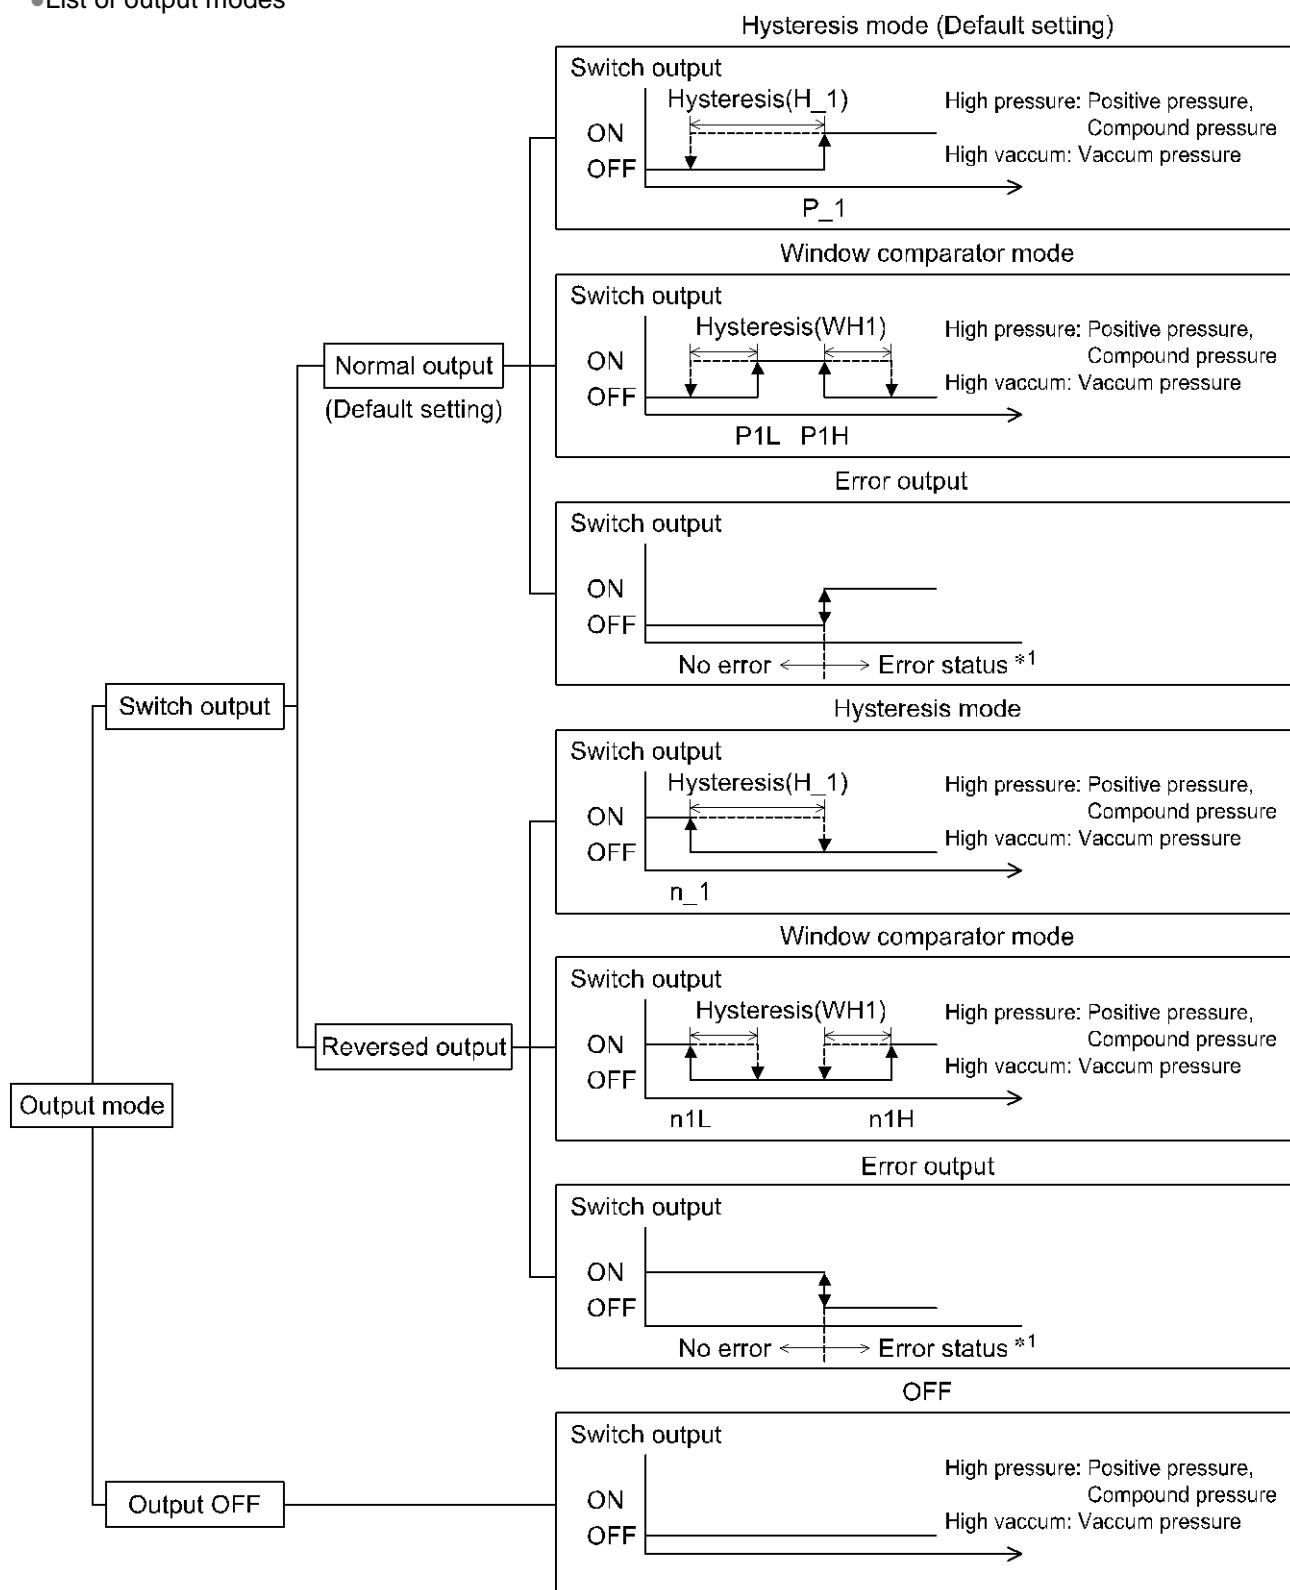 ●List of output modes
Hysteresis mode (Default setting)
Switch output
Hysteresis(H_1)
ON
OFF
P_1
High pressure: Positive pressure,
Compound pressure
High vaccum: Vaccum pressure
Window comparator mode
Switch output
Hysteresis(WH1)
ON
OFF
P1L P1H
High pressure: Positive pressure,
Compound pressure
High vaccum: Vaccum pressure
Normal output
(Default setting)
Error output
Switch output
ON
OFF
No error
Error status *1
Switch output
Hysteresis mode
Switch output
Hysteresis(H_1)
ON
OFF
n_1
High pressure: Positive pressure,
Compound pressure
High vaccum: Vaccum pressure
Window comparator mode
Switch output
Hysteresis(WH1)
ON
OFF
n1L n1H
High pressure: Positive pressure,
Compound pressure
High vaccum: Vaccum pressure
Reversed output
Output mode
Error output
Switch output
ON
OFF
No error
Error status *1
OFF
Switch output
ON
OFF
High pressure: Positive pressure,
Compound pressure
High vaccum: Vaccum pressure
Output OFF